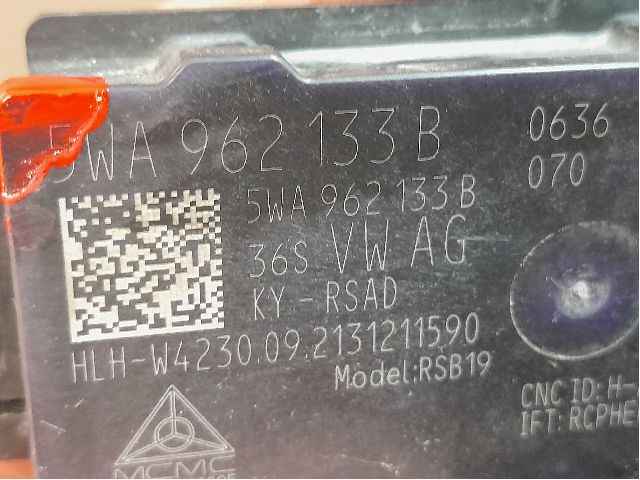 5WA 962 133 B
0636
070
5WA 962 133 B
36S VW AG
KY-RSAD
HLH-W4230.09.2131211590
Model:RSB19
CNC ID: H-
IFT: RCPHE
MCMC